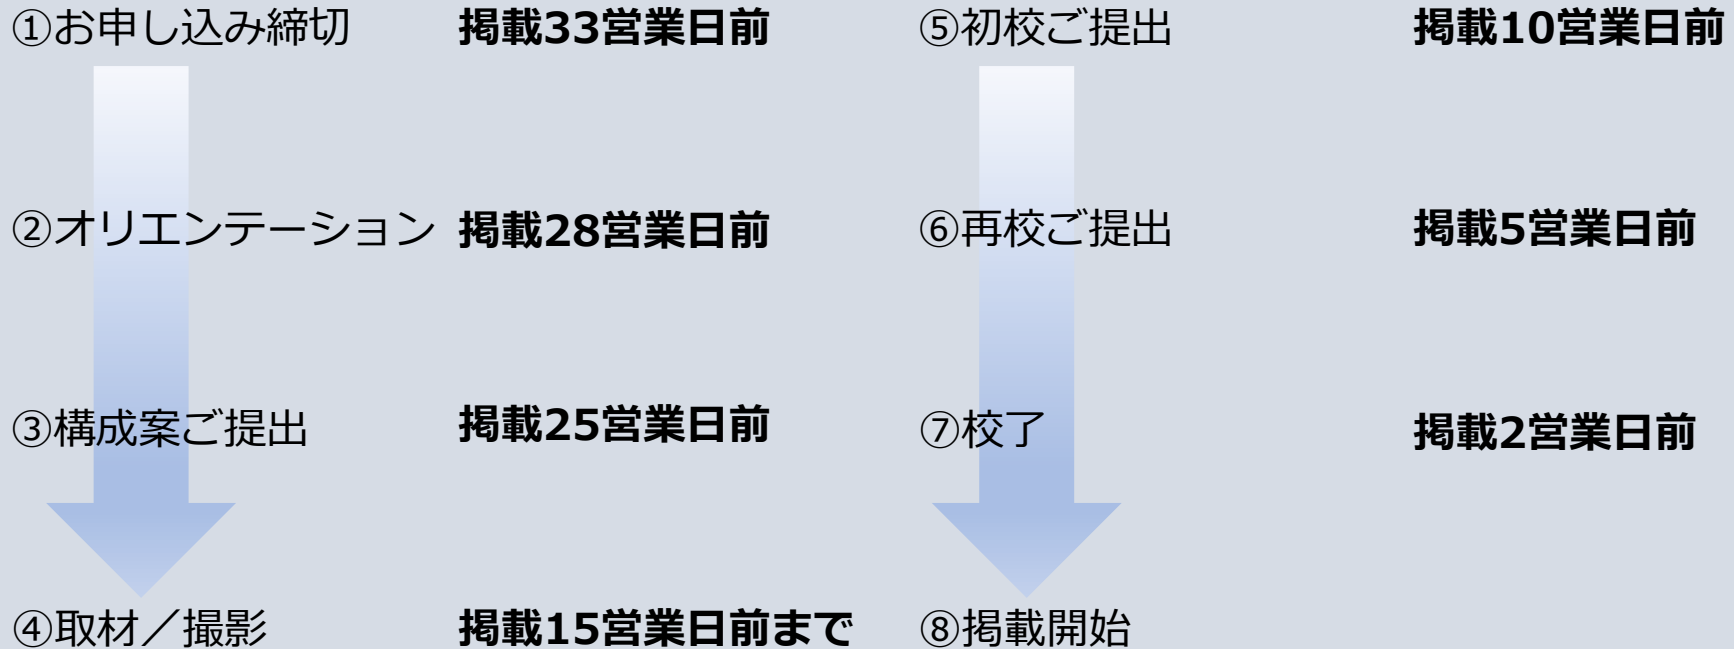 ①お申し込み締切 掲載33営業日前
②オリエンテーション 掲載28営業日前
③構成案ご提出 掲載25営業日前
④取材／撮影 掲載15営業日前まで
⑤初校ご提出 掲載10営業日前
⑥再校ご提出 掲載5営業日前
⑦校了 掲載2営業日前
⑧掲載開始